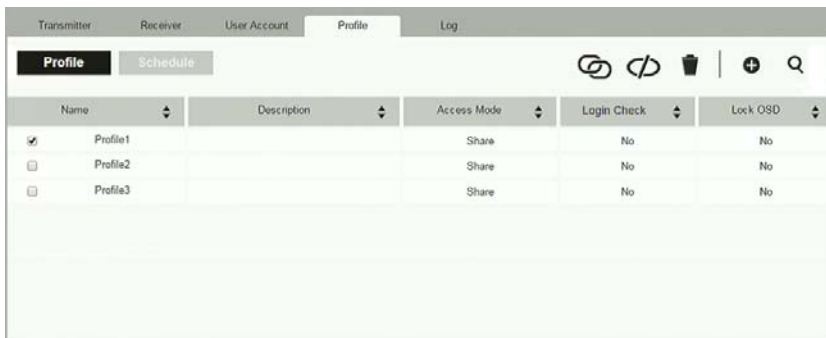 Transmitter Receiver User Account Profile Log
Profile Schedule
Name Description Access Mode Login Check Lock OSD
Profile1 Share No No
Profile2 Share No No
Profile3 Share No No